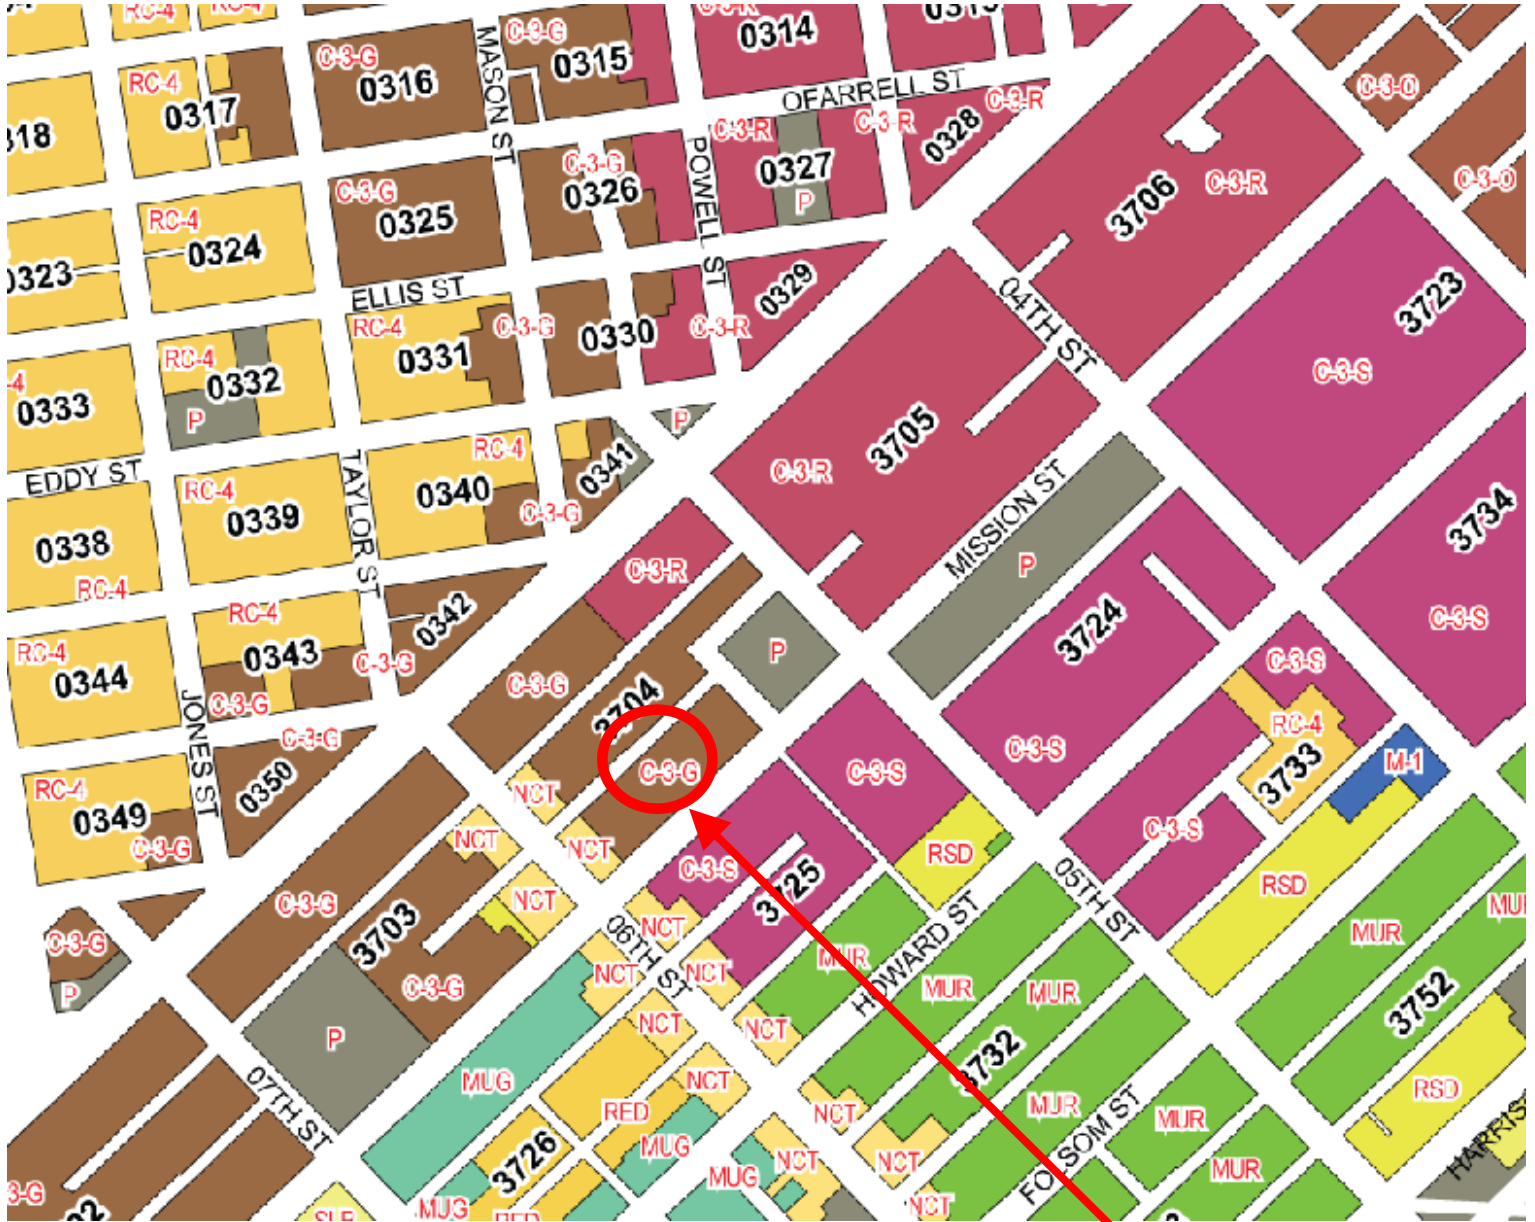 RC-4
RC-4
C-3-R
C-3-G
0316
MASON ST
C-3-G
0315
0314
RC-4
0317
OFARRELL ST
C-3-R
C-3-O
C-3-R
C-3-R
0328
0327
P
C-3-G
0326
POWELL ST
3706
C-3-R
C-3-O
C-3-G
0325
RC-4
0324
0323
ELLIS ST
0329
04TH ST
3723
C-3-S
RC-4
0331
C-3-G
0330
C-3-R
RC-4
0332
P
0333
P
EDDY ST
TAYLOR ST
RC-4
0340
C-3-G
0341
C-3-R
3705
MISSION ST
P
3734
C-3-S
RC-4
0339
0338
RC-4
C-3-R
RC-4
0343
C-3-G
0342
C-3-G
RC-4
0344
JONES ST
C-3-G
0350
C-3-G
3704
P
3724
C-3-S
C-3-S
RC-4
3733
M-1
C-3-G
C-3-S
RC-4
0349
C-3-G
NCT
NCT
NCT
NCT
C-3-S
3725
RSD
C-3-S
05TH ST
RSD
C-3-G
3703
C-3-G
C-3-G
P
NCT
06TH ST
NCT
NCT
MUR
HOWARD ST
MUR
MUR
MUR
3752
P
MUG
NCT
NCT
3732
07TH ST
RED
NCT
NCT
MUR
FOLSOM ST
MUR
RSD
MUG
3726
MUG
NCT
NCT
MUR
MUG
NCT